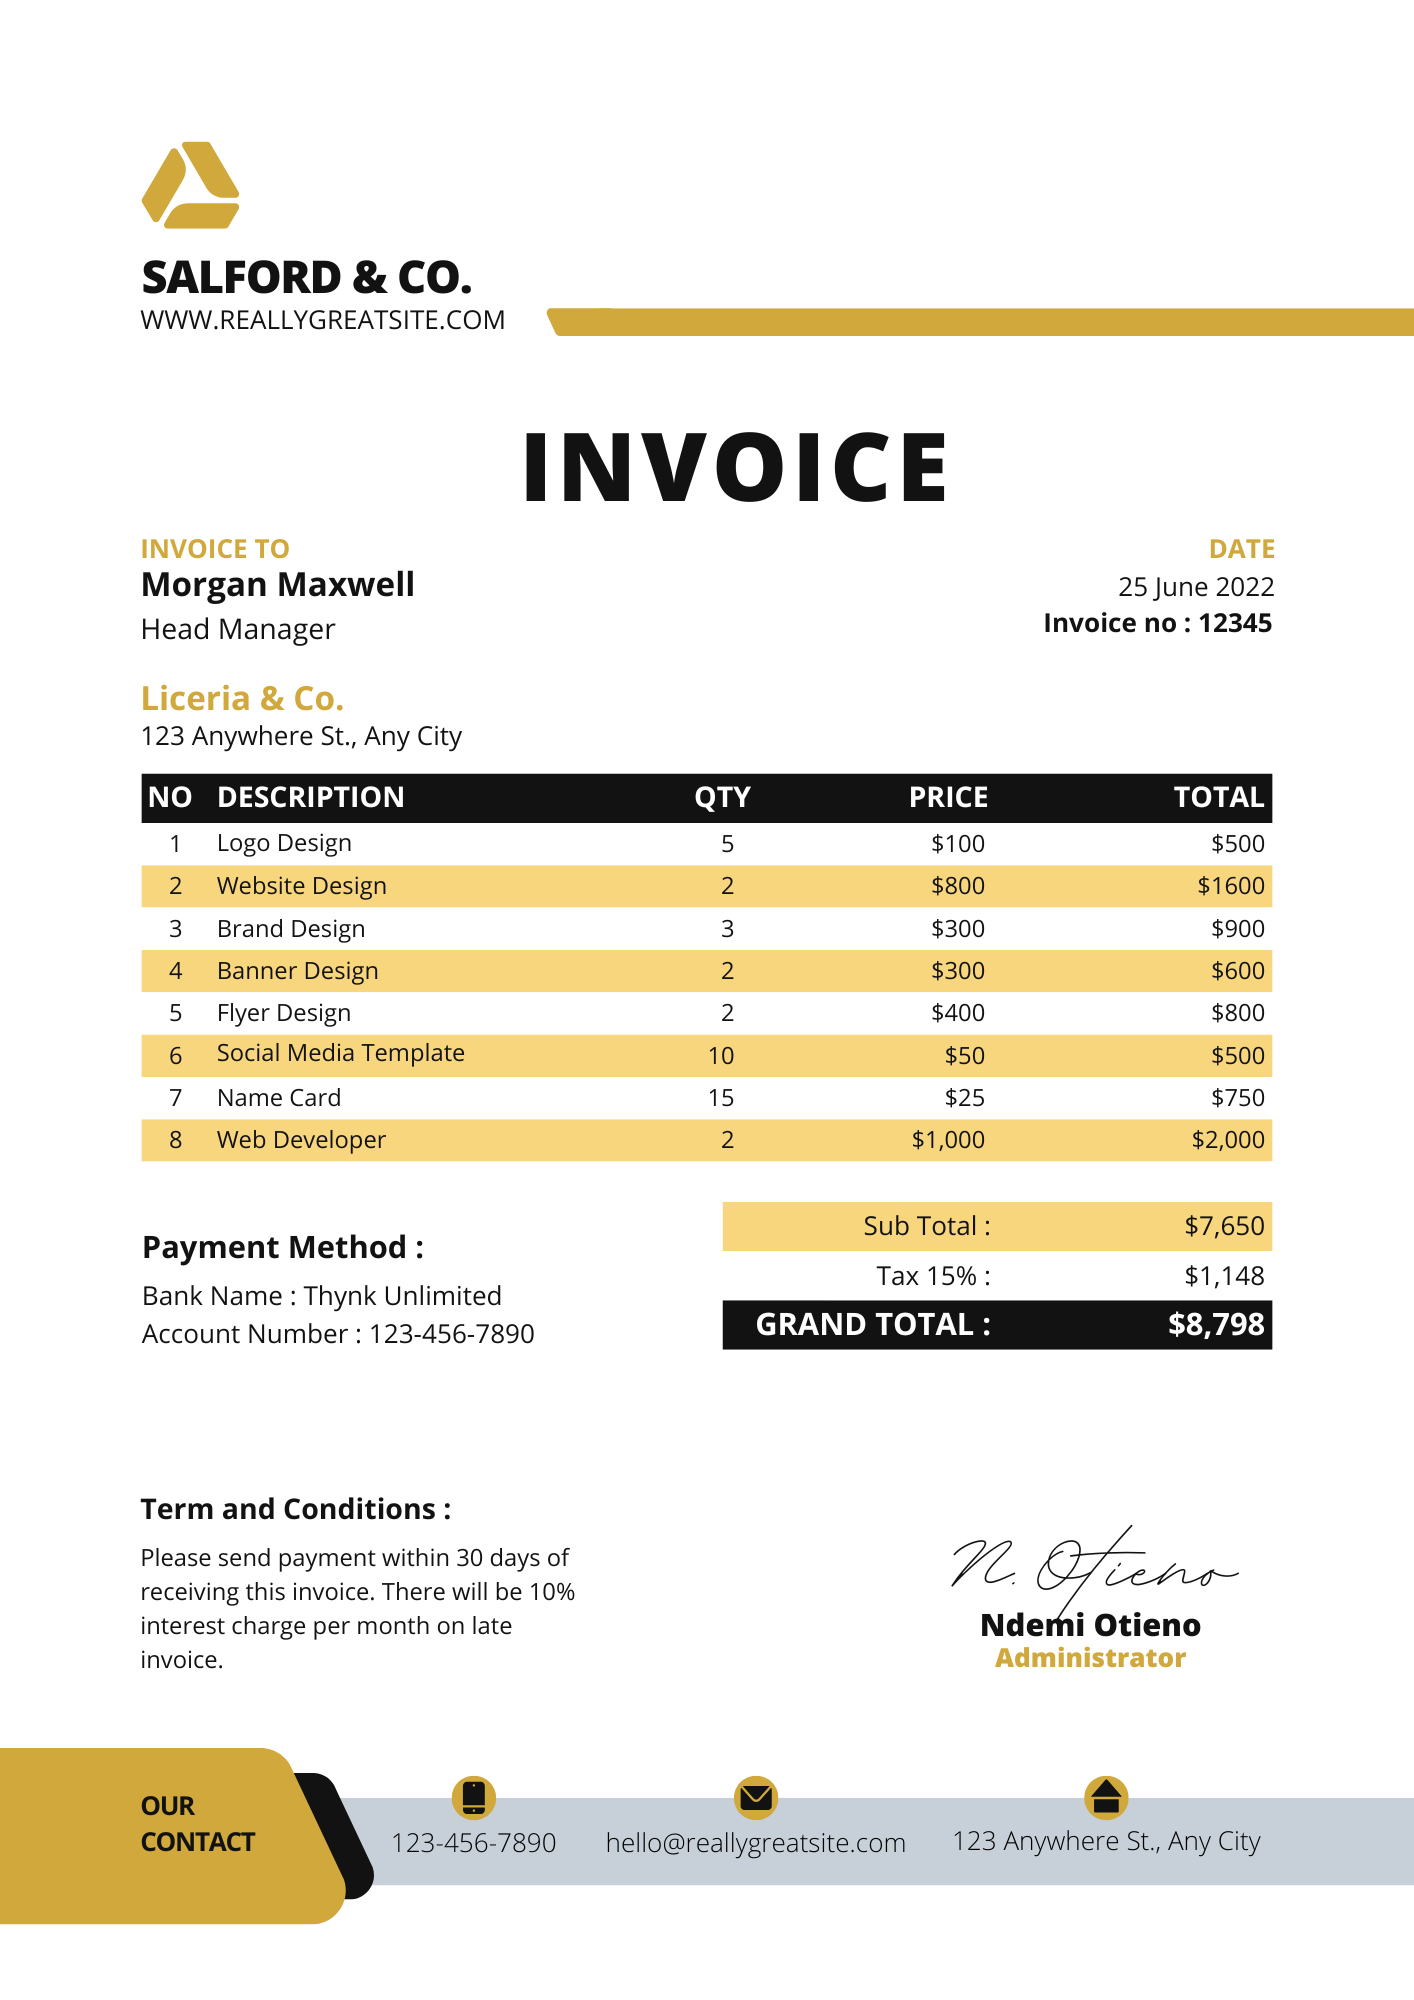 SALFORD & CO.
WWW.REALLYGREATSITE.COM
INVOICE
INVOICE TO
Morgan Maxwell
Head Manager
DATE
25 June 2022
Invoice no : 12345
Liceria & Co.
123 Anywhere St., Any City
NO DESCRIPTION QTY PRICE TOTAL
1 Logo Design 5 $100 $500
2 Website Design 2 $800 $1600
3 Brand Design 3 $300 $900
4 Banner Design 2 $300 $600
5 Flyer Design 2 $400 $800
6 Social Media Template 10 $50 $500
7 Name Card 15 $25 $750
8 Web Developer 2 $1,000 $2,000
Sub Total : $7,650
Tax 15% : $1,148
GRAND TOTAL : $8,798
Payment Method :
Bank Name : Thynk Unlimited
Account Number : 123-456-7890
Term and Conditions :
Please send payment within 30 days of
receiving this invoice. There will be 10%
interest charge per month on late
invoice.
N. Otieno
Ndemi Otieno
Administrator
OUR
CONTACT
123-456-7890
hello@reallygreatsite.com
123 Anywhere St., Any City